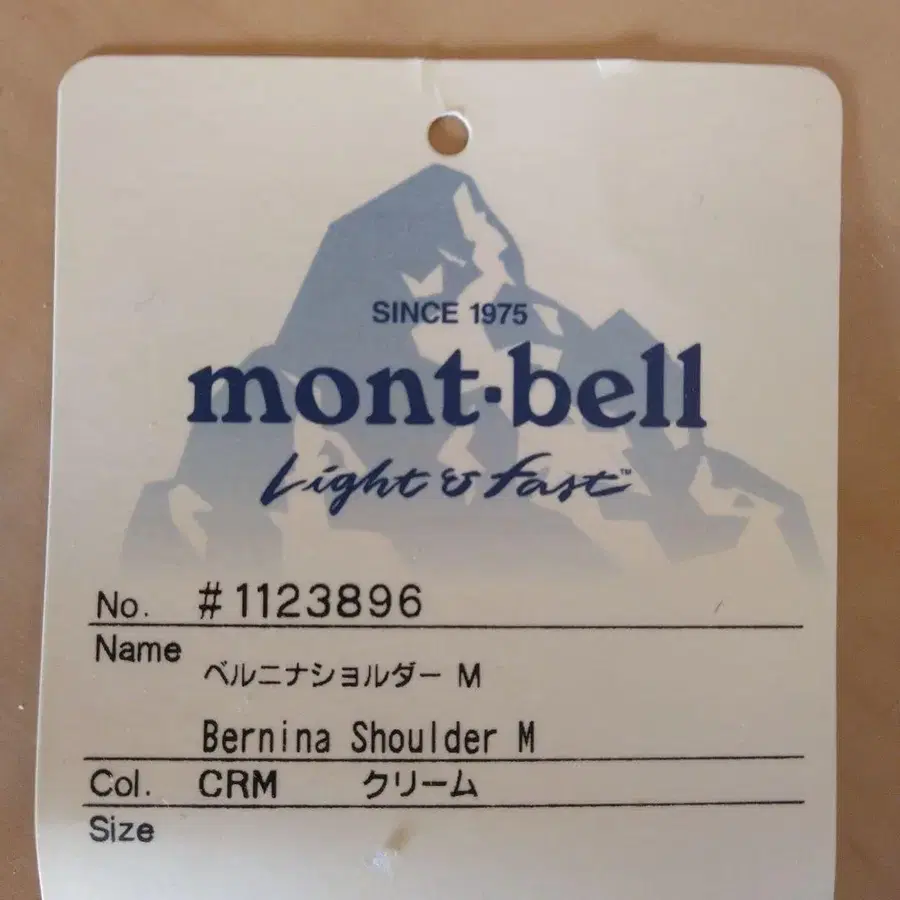 SINCE 1975
mont·bell
Light & Fast™
No. #1123896
Name
ベルニナショルダー M
Bernina Shoulder M
Col. CRM クリーム
Size